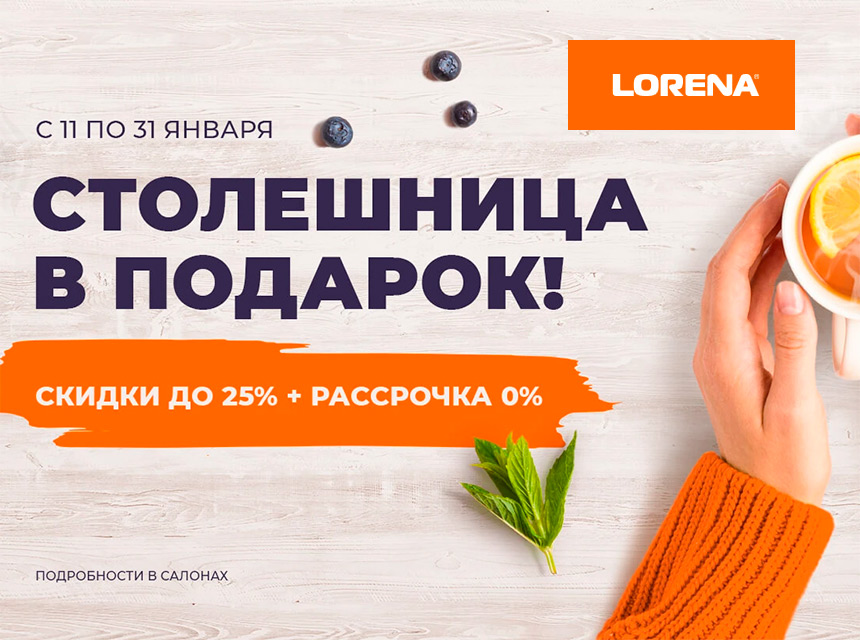 LORENA®
С 11 ПО 31 ЯНВАРЯ
СТОЛЕШНИЦА
В ПОДАРОК!
СКИДКИ ДО 25% + РАССРОЧКА 0%
ПОДРОБНОСТИ В САЛОНАХ